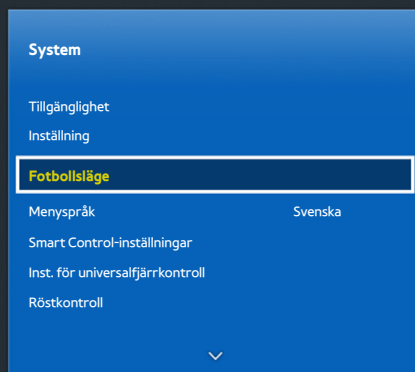 System
Tillgänglighet
Inställning
Fotbollsläge
Menyspråk Svenska
Smart Control-inställningar
Inst. för universalfjärrkontroll
Röstkontroll